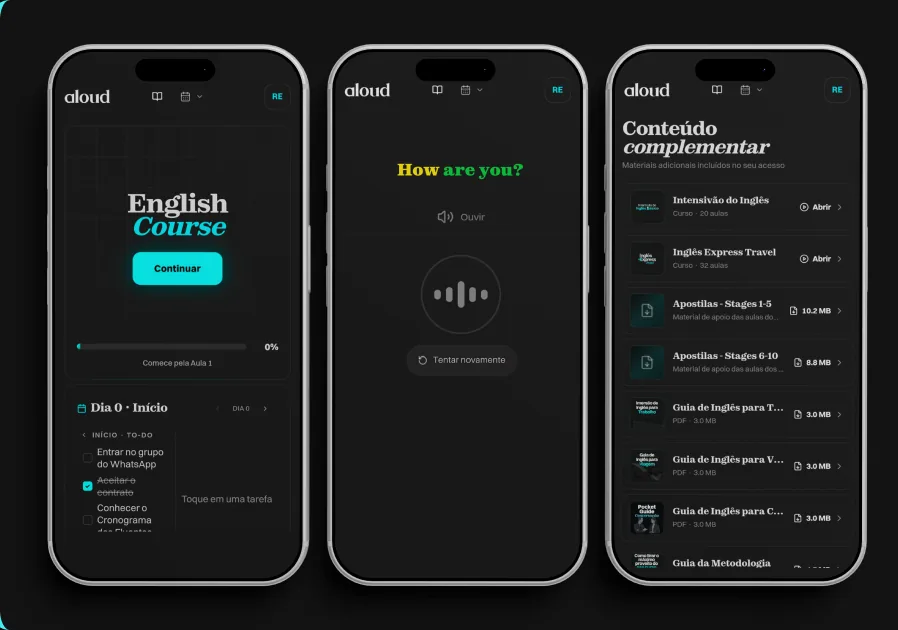 aloud
RE
English
Course
Continuar
0%
Comece pela Aula 1
Dia 0 · Início
DIA 0
INÍCIO · TO-DO
Entrar no grupo
do WhatsApp
Aceitar o
contrato
Conhecer o
Cronograma
Toque em uma tarefa
aloud
RE
How are you?
Ouvir
Tentar novamente
aloud
RE
Conteúdo
complementar
Materiais adicionais incluídos no seu acesso
Intensivão do Inglês
Curso · 20 aulas
Abrir
Inglês Express Travel
Curso · 32 aulas
Abrir
Apostilas - Stages 1-5
Material de apoio das aulas do...
10.2 MB
Apostilas - Stages 6-10
Material de apoio das aulas dos ...
8.8 MB
Guia de Inglês para T...
PDF · 3.0 MB
3.0 MB
Guia de Inglês para V...
PDF · 3.0 MB
3.0 MB
Pocket
Guide
Guia de Inglês para C...
PDF · 3.0 MB
3.0 MB
Guia da Metodologia